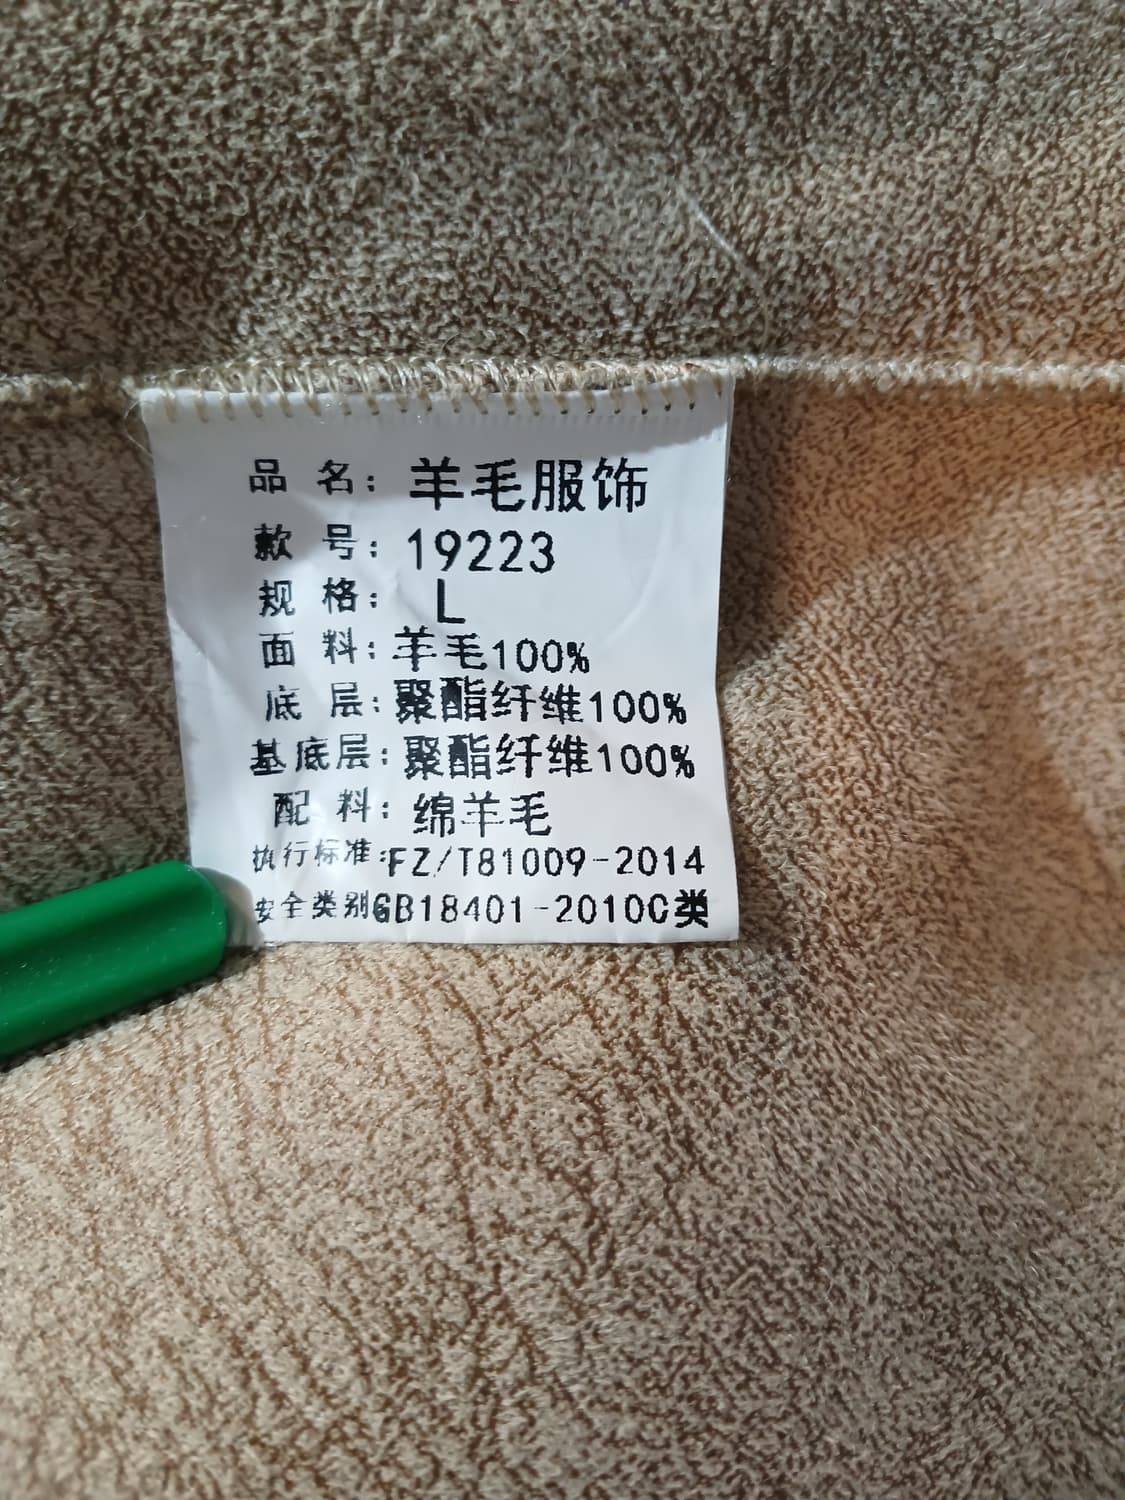 品 名: 羊毛服饰
款 号: 19223
规 格: L
面 料: 羊毛100%
底 层: 聚酯纤维100%
基底层: 聚酯纤维100%
配 料: 绵羊毛
执行标准:FZ/T81009-2014
安全类别GB18401-2010C类